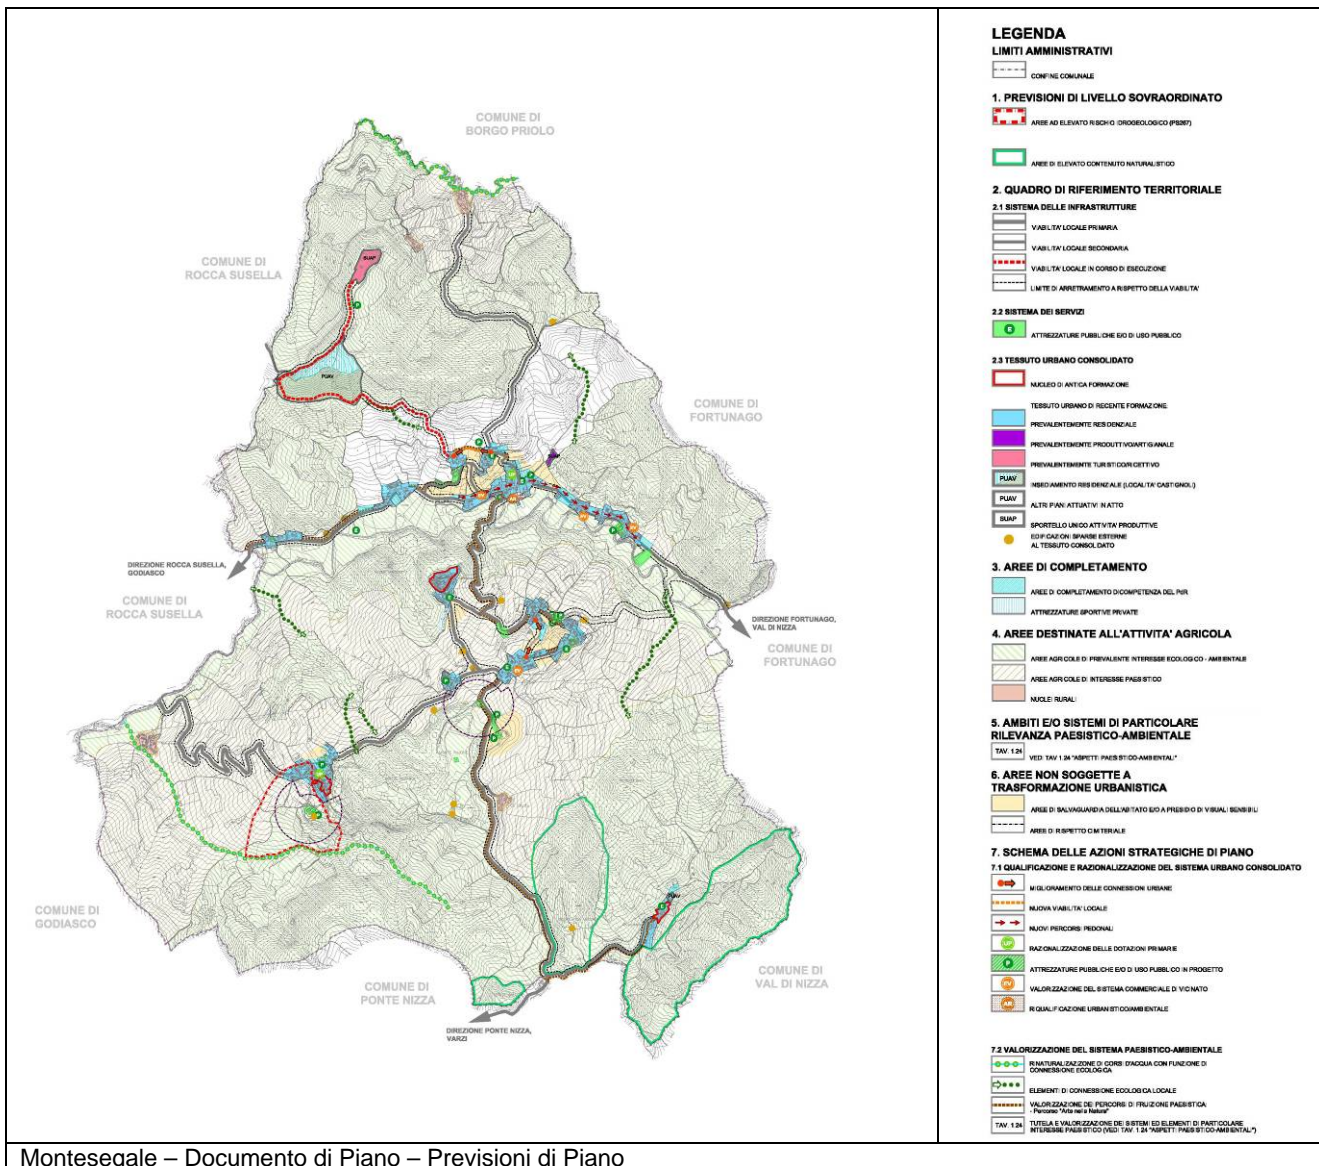 COMUNE DI
BORGO PRIOLO
COMUNE DI
ROCCA SUSELLA
SUAP
P
PUAV
COMUNE DI
FORTUNAGO
SUAP
DIREZIONE ROCCA SUSELLA,
GODIASCO
COMUNE DI
ROCCA SUSELLA
DIREZIONE FORTUNAGO,
VAL DI NIZZA
COMUNE DI
FORTUNAGO
COMUNE DI
GODIASCO
PUAV
COMUNE DI
PONTE NIZZA
COMUNE DI
VAL DI NIZZA
DIREZIONE PONTE NIZZA,
VARZI
LEGENDA
LIMITI AMMINISTRATIVI
CONFINE COMUNALE
1. PREVISIONI DI LIVELLO SOVRAORDINATO
AREE AD ELEVATO RISCHIO IDROGEOLOGICO (PS267)
AREE DI ELEVATO CONTENUTO NATURALISTICO
2. QUADRO DI RIFERIMENTO TERRITORIALE
2.1 SISTEMA DELLE INFRASTRUTTURE
VIABILITA' LOCALE PRIMARIA
VIABILITA' LOCALE SECONDARIA
VIABILITA' LOCALE IN CORSO DI ESECUZIONE
LIMITE DI ARRETRAMENTO A RISPETTO DELLA VIABILITA'
2.2 SISTEMA DEI SERVIZI
E ATTREZZATURE PUBBLICHE E/O DI USO PUBBLICO
2.3 TESSUTO URBANO CONSOLIDATO
NUCLEO DI ANTICA FORMAZIONE
TESSUTO URBANO DI RECENTE FORMAZIONE:
PREVALENTEMENTE RESIDENZIALE
PREVALENTEMENTE PRODUTTIVO/ARTIGIANALE
PREVALENTEMENTE TURISTICO/RICETTIVO
PUAV INSEDIAMENTO RESIDENZIALE (LOCALITA' CASTIGNOLI)
PUAV ALTRI PIANI ATTUATIVI IN ATTO
SUAP SPORTELLO UNICO ATTIVITA' PRODUTTIVE
EDIFICAZIONI SPARSE ESTERNE
AL TESSUTO CONSOLIDATO
3. AREE DI COMPLETAMENTO
AREE DI COMPLETAMENTO DI COMPETENZA DEL PdR
ATTREZZATURE SPORTIVE PRIVATE
4. AREE DESTINATE ALL'ATTIVITA' AGRICOLA
AREE AGRICOLE DI PREVALENTE INTERESSE ECOLOGICO - AMBIENTALE
AREE AGRICOLE DI INTERESSE PAESISTICO
NUCLEI RURALI
5. AMBITI E/O SISTEMI DI PARTICOLARE
RILEVANZA PAESISTICO-AMBIENTALE
TAV. 1.24 VEDI TAV 1.24 "ASPETTI PAESISTICO-AMBIENTALI"
6. AREE NON SOGGETTE A
TRASFORMAZIONE URBANISTICA
AREE DI SALVAGUARDIA DELL'ABITATO E/O A PRESIDIO DI VISUALI SENSIBILI
AREE DI RISPETTO CIMITERIALE
7. SCHEMA DELLE AZIONI STRATEGICHE DI PIANO
7.1 QUALIFICAZIONE E RAZIONALIZZAZIONE DEL SISTEMA URBANO CONSOLIDATO
MIGLIORAMENTO DELLE CONNESSIONI URBANE
NUOVA VIABILITA' LOCALE
NUOVI PERCORSI PEDONALI
UP RAZIONALIZZAZIONE DELLE DOTAZIONI PRIMARIE
P ATTREZZATURE PUBBLICHE E/O DI USO PUBBLICO IN PROGETTO
RV VALORIZZAZIONE DEL SISTEMA COMMERCIALE DI VICINATO
AR RIQUALIFICAZIONE URBANISTICO/AMBIENTALE
7.2 VALORIZZAZIONE DEL SISTEMA PAESISTICO-AMBIENTALE
RINATURALIZZAZIONE DI CORSI D'ACQUA CON FUNZIONE DI
CONNESSIONE ECOLOGICA
ELEMENTI DI CONNESSIONE ECOLOGICA LOCALE
VALORIZZAZIONE DEI PERCORSI DI FRUIZIONE PAESISTICA:
- Percorso "Arte nella Natura"
TAV. 1.24 TUTELA E VALORIZZAZIONE DEI SISTEMI ED ELEMENTI DI PARTICOLARE
INTERESSE PAESISTICO (VEDI TAV. 1.24 "ASPETTI PAESISTICO-AMBIENTALI")
Montesegale – Documento di Piano – Previsioni di Piano